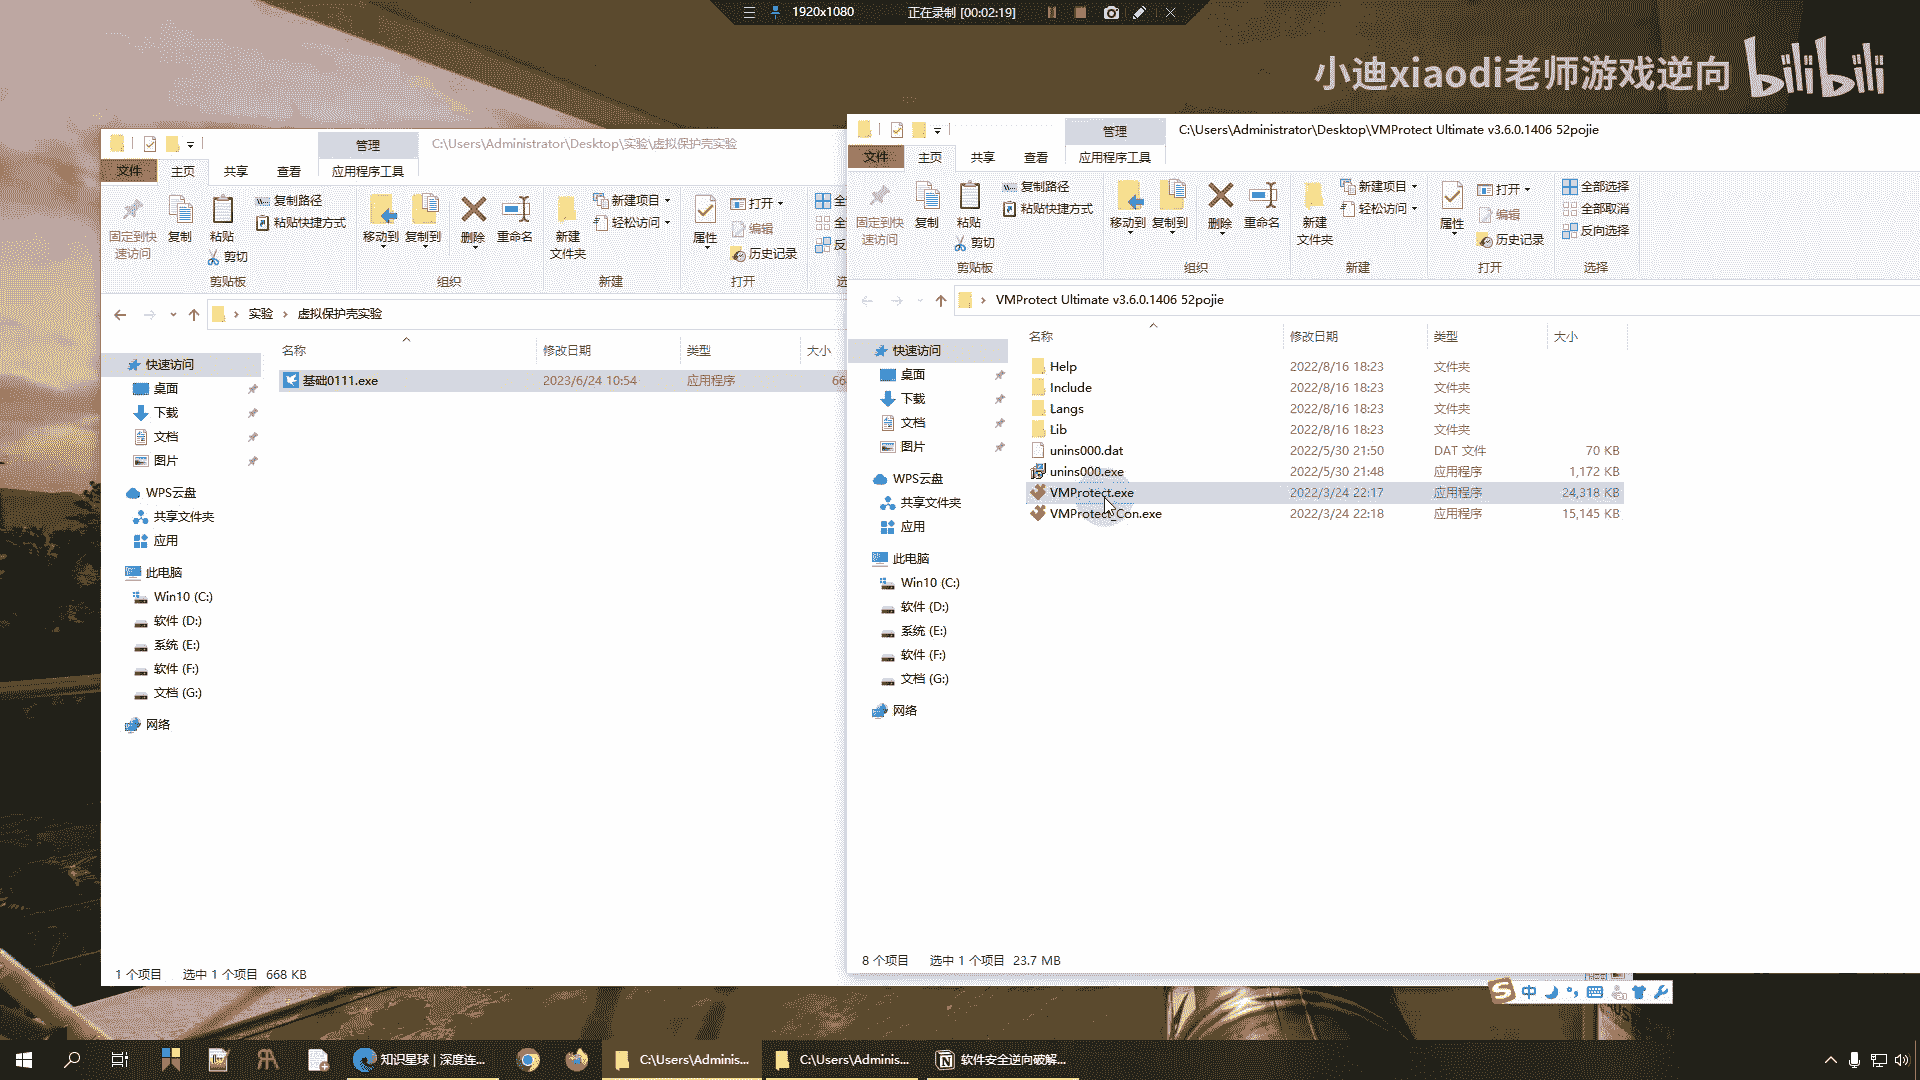 1920x1080
正在录制 [00:02:19]
小迪xiaodi老师游戏逆向 bilibili
管理
C:\Users\Administrator\Desktop\实验\虚拟保护壳实验
文件
主页
共享
查看
应用程序工具
固定到快速访问
复制
粘贴
复制路径
粘贴快捷方式
剪切
剪贴板
移动到
复制到
删除
重命名
组织
新建文件夹
新建项目
轻松访问
新建
属性
打开
编辑
历史记录
打开
全
全
反
选
实验
虚拟保护壳实验
快速访问
桌面
下载
文档
图片
WPS云盘
共享文件夹
应用
此电脑
Win10 (C:)
软件 (D:)
系统 (E:)
软件 (F:)
文档 (G:)
网络
名称 修改日期 类型 大小
基础0111.exe 2023/6/24 10:54 应用程序 66
1 个项目 选中 1 个项目 668 KB
管理
C:\Users\Administrator\Desktop\VMProtect Ultimate v3.6.0.1406 52pojie
文件
主页
共享
查看
应用程序工具
固定到快速访问
复制
粘贴
复制路径
粘贴快捷方式
剪切
剪贴板
移动到
复制到
删除
重命名
组织
新建文件夹
新建项目
轻松访问
新建
属性
打开
编辑
历史记录
打开
全部选择
全部取消
反向选择
选择
VMProtect Ultimate v3.6.0.1406 52pojie
快速访问
桌面
下载
文档
图片
WPS云盘
共享文件夹
应用
此电脑
Win10 (C:)
软件 (D:)
系统 (E:)
软件 (F:)
文档 (G:)
网络
名称 修改日期 类型 大小
Help 2022/8/16 18:23 文件夹
Include 2022/8/16 18:23 文件夹
Langs 2022/8/16 18:23 文件夹
Lib 2022/8/16 18:23 文件夹
unins000.dat 2022/5/30 21:50 DAT 文件 70 KB
unins000.exe 2022/5/30 21:48 应用程序 1,172 KB
VMProtect.exe 2022/3/24 22:17 应用程序 24,318 KB
VMProtect_Con.exe 2022/3/24 22:18 应用程序 15,145 KB
8 个项目 选中 1 个项目 23.7 MB
中
知识星球 | 深度连...
C:\Users\Adminis...
C:\Users\Adminis...
软件安全逆向破解...